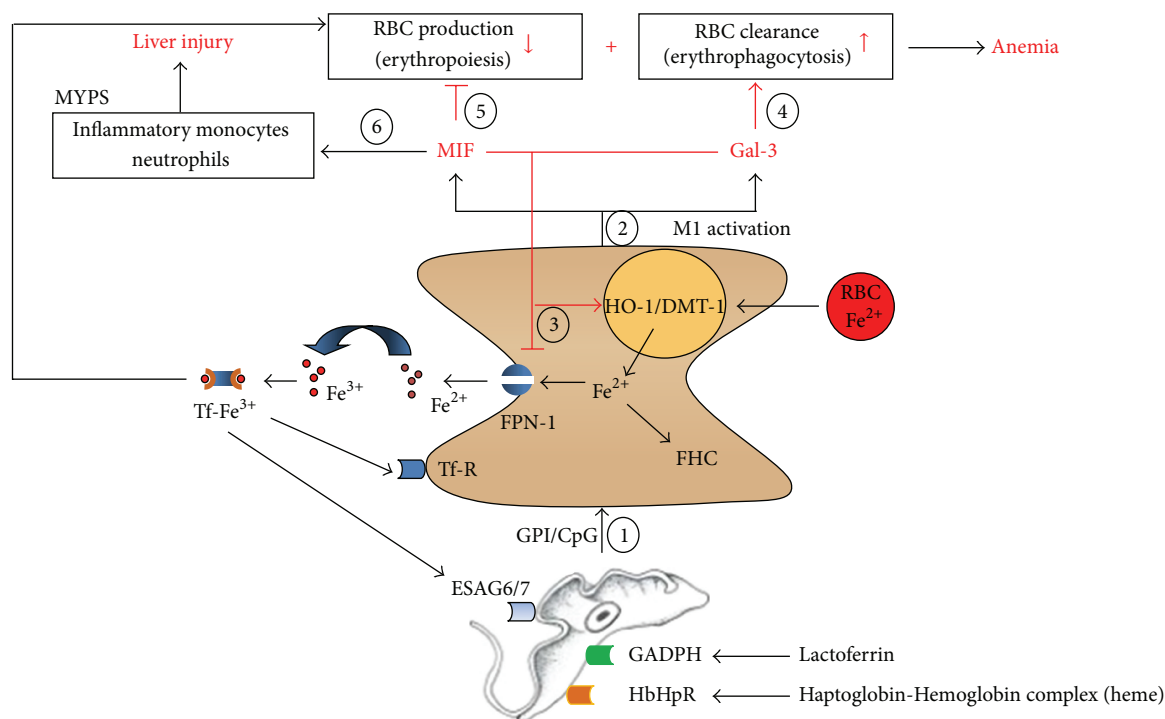 RBC production
(erythropoiesis) ↓
+
RBC clearance
(erythrophagocytosis) ↑
Anemia
Liver injury
MYPS
Inflammatory monocytes
neutrophils
6
5
4
MIF
Gal-3
2
M1 activation
HO-1/DMT-1
RBC
Fe²⁺
3
Fe²⁺
FPN-1
Fe²⁺
Fe³⁺
Tf-Fe³⁺
FHC
Tf-R
GPI/CpG
1
ESAG6/7
GADPH
Lactoferrin
HbHpR
Haptoglobin-Hemoglobin complex (heme)